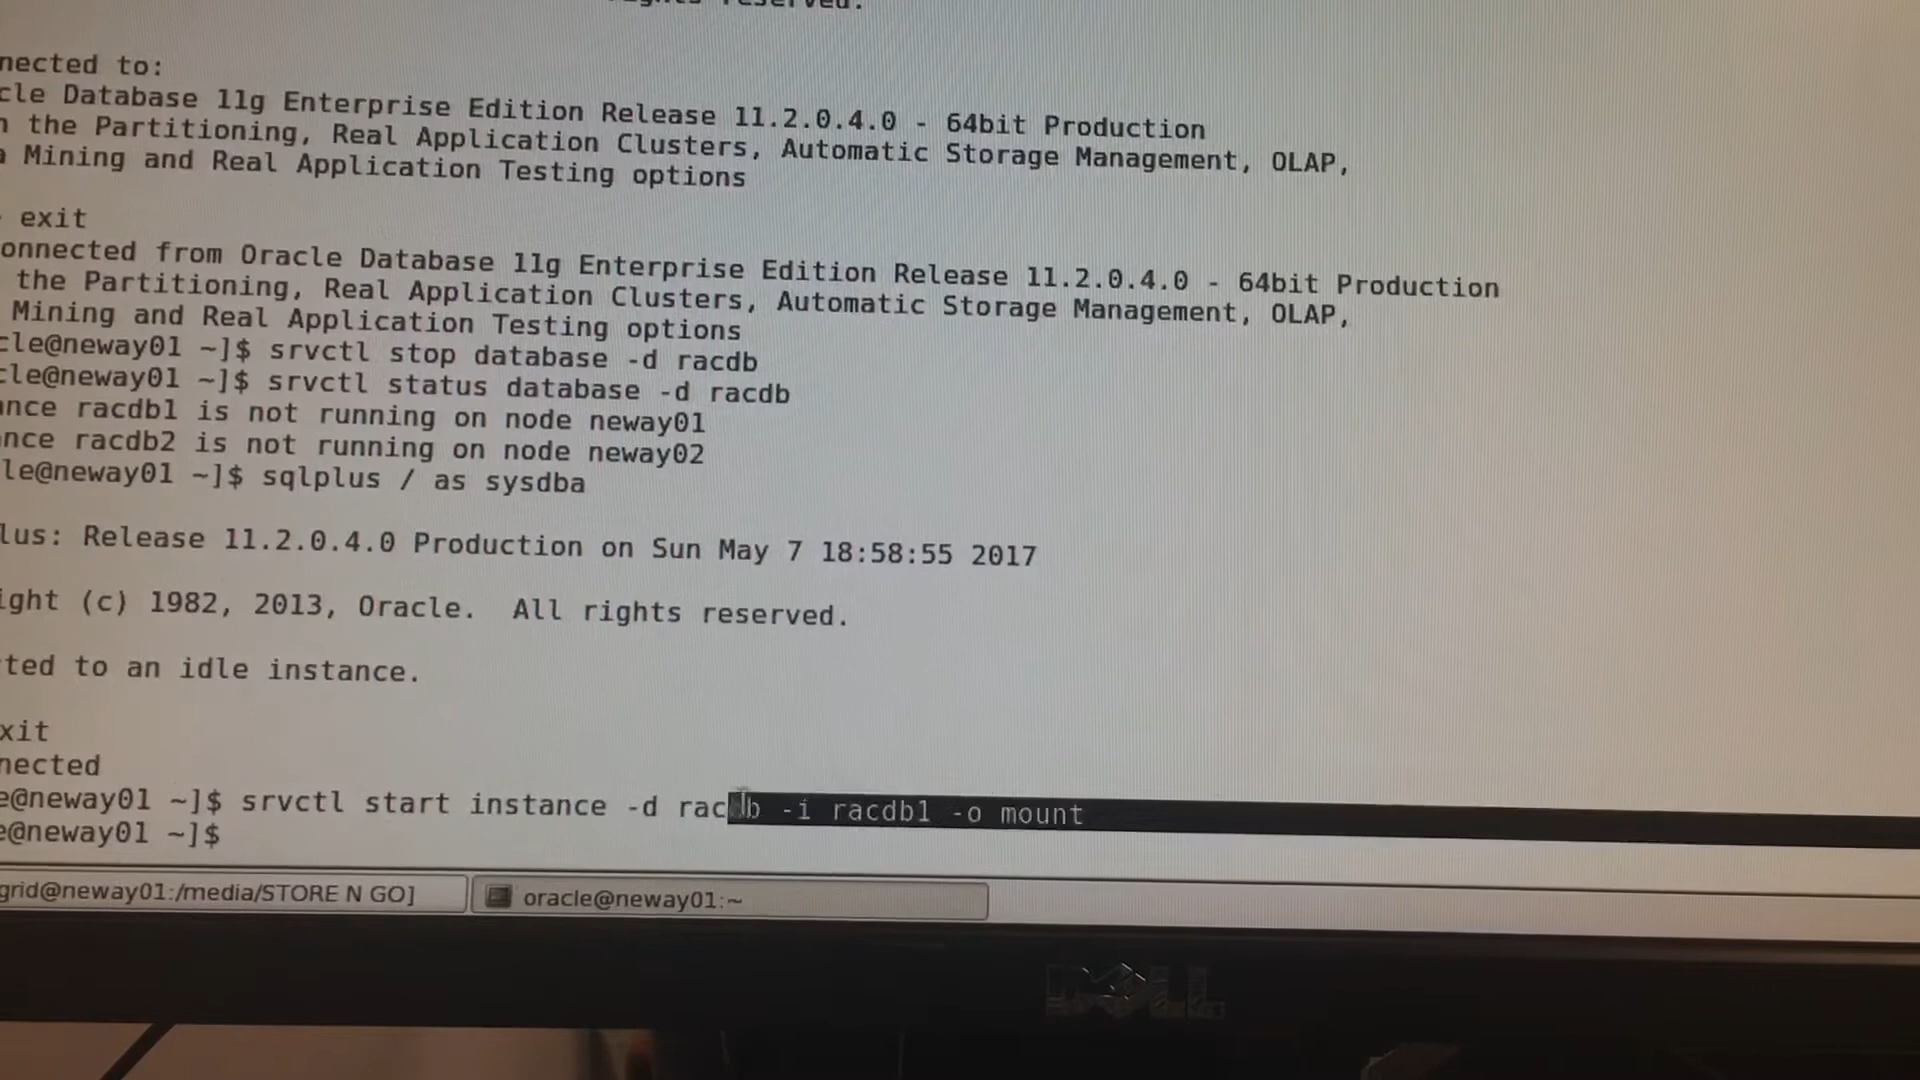 reserved.
nected to:
cle Database 11g Enterprise Edition Release 11.2.0.4.0 - 64bit Production
the Partitioning, Real Application Clusters, Automatic Storage Management, OLAP,
a Mining and Real Application Testing options
exit
onnected from Oracle Database 11g Enterprise Edition Release 11.2.0.4.0 - 64bit Production
the Partitioning, Real Application Clusters, Automatic Storage Management, OLAP,
Mining and Real Application Testing options
cle@neway01 ~]$ srvctl stop database -d racdb
cle@neway01 ~]$ srvctl status database -d racdb
ance racdb1 is not running on node neway01
nce racdb2 is not running on node neway02
le@neway01 ~]$ sqlplus / as sysdba
lus: Release 11.2.0.4.0 Production on Sun May 7 18:58:55 2017
ight (c) 1982, 2013, Oracle.  All rights reserved.
ted to an idle instance.
xit
nected
e@neway01 ~]$ srvctl start instance -d racdb -i racdb1 -o mount
e@neway01 ~]$
grid@neway01:/media/STORE N GO]
oracle@neway01:~
DELL